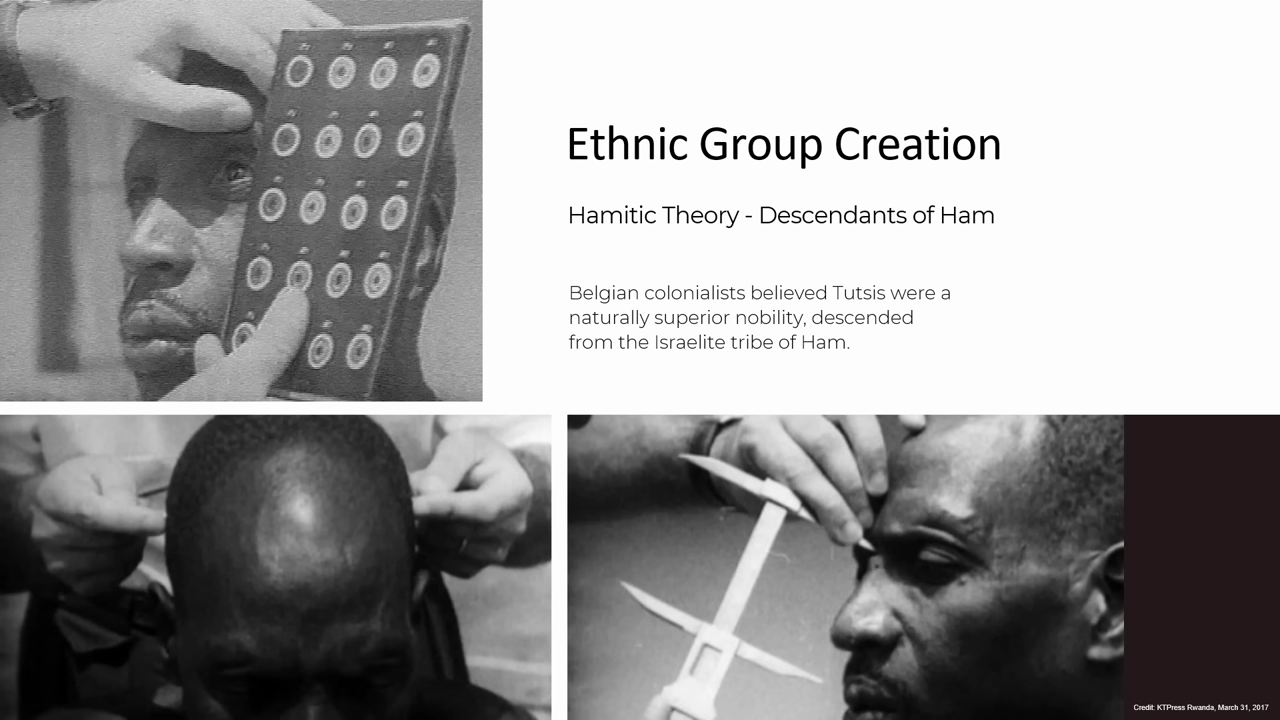 Ethnic Group Creation
Hamitic Theory - Descendants of Ham
Belgian colonialists believed Tutsis were a
naturally superior nobility, descended
from the Israelite tribe of Ham.
Credit: KTPress Rwanda, March 31, 2017